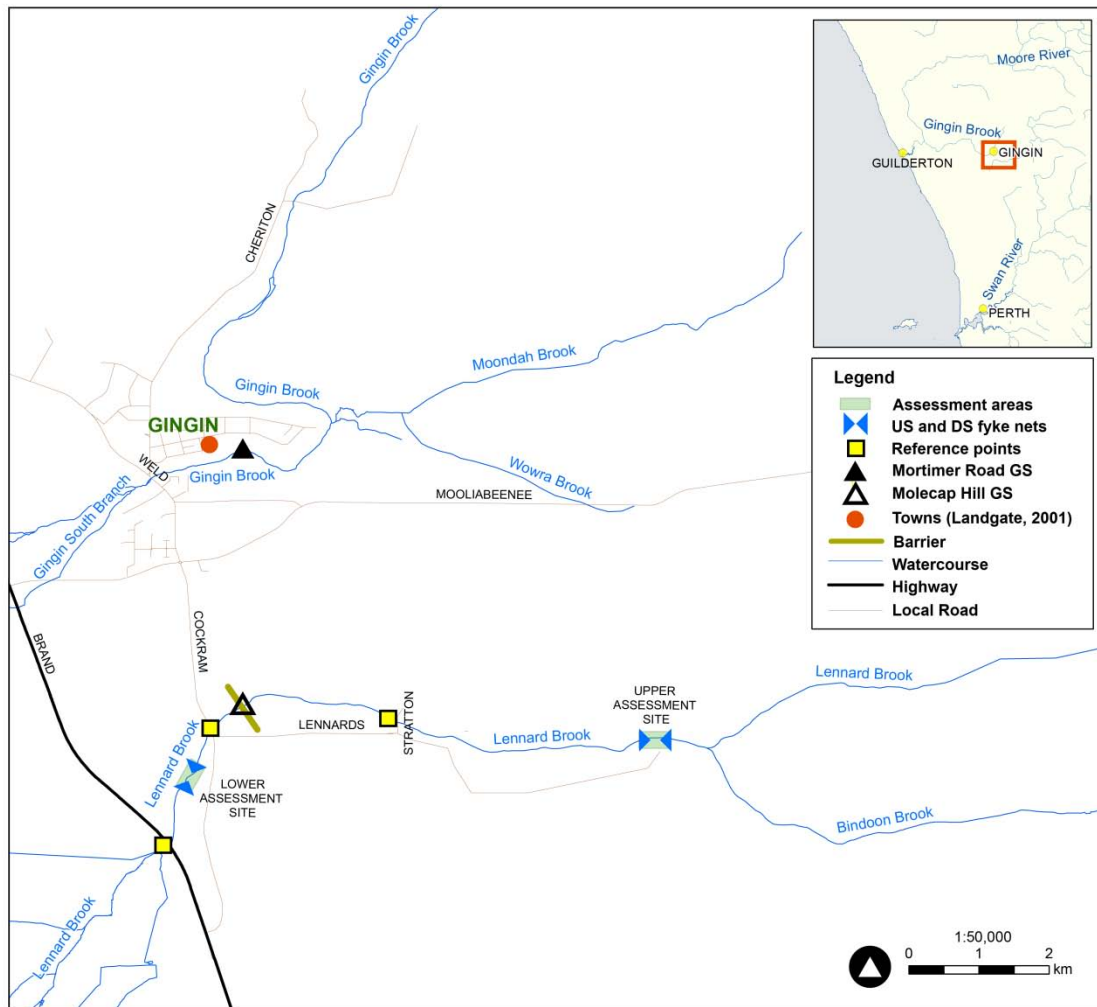 Gingin Brook
Moore River
Gingin Brook
GINGIN
GUILDERTON
Swan River
PERTH
CHERITON
Moondah Brook
Gingin Brook
GINGIN
WELD
Gingin Brook
Wowra Brook
MOOLIABEENEE
Gingin South Branch
Legend
Assessment areas
US and DS fyke nets
Reference points
Mortimer Road GS
Molecap Hill GS
Towns (Landgate, 2001)
Barrier
Watercourse
Highway
Local Road
BRAND
COCKRAM
LENNARDS
STRATTON
UPPER
ASSESSMENT
SITE
Lennard Brook
Lennard Brook
Lennard Brook
LOWER
ASSESSMENT
SITE
Bindoon Brook
Lennard Brook
1:50,000
0 1 2
km